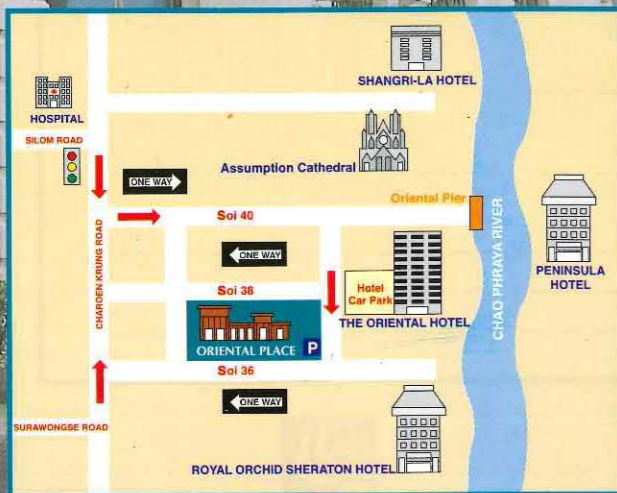 SHANGRI-LA HOTEL
HOSPITAL
SILOM ROAD
Assumption Cathedral
ONE WAY
Oriental Pier
Soi 40
CHAROEN KRUNG ROAD
CHAO PHRAYA RIVER
PENINSULA
HOTEL
ONE WAY
Hotel
Car Park
Soi 38
THE ORIENTAL HOTEL
ORIENTAL PLACE
P
Soi 36
ONE WAY
SURAWONGSE ROAD
ROYAL ORCHID SHERATON HOTEL